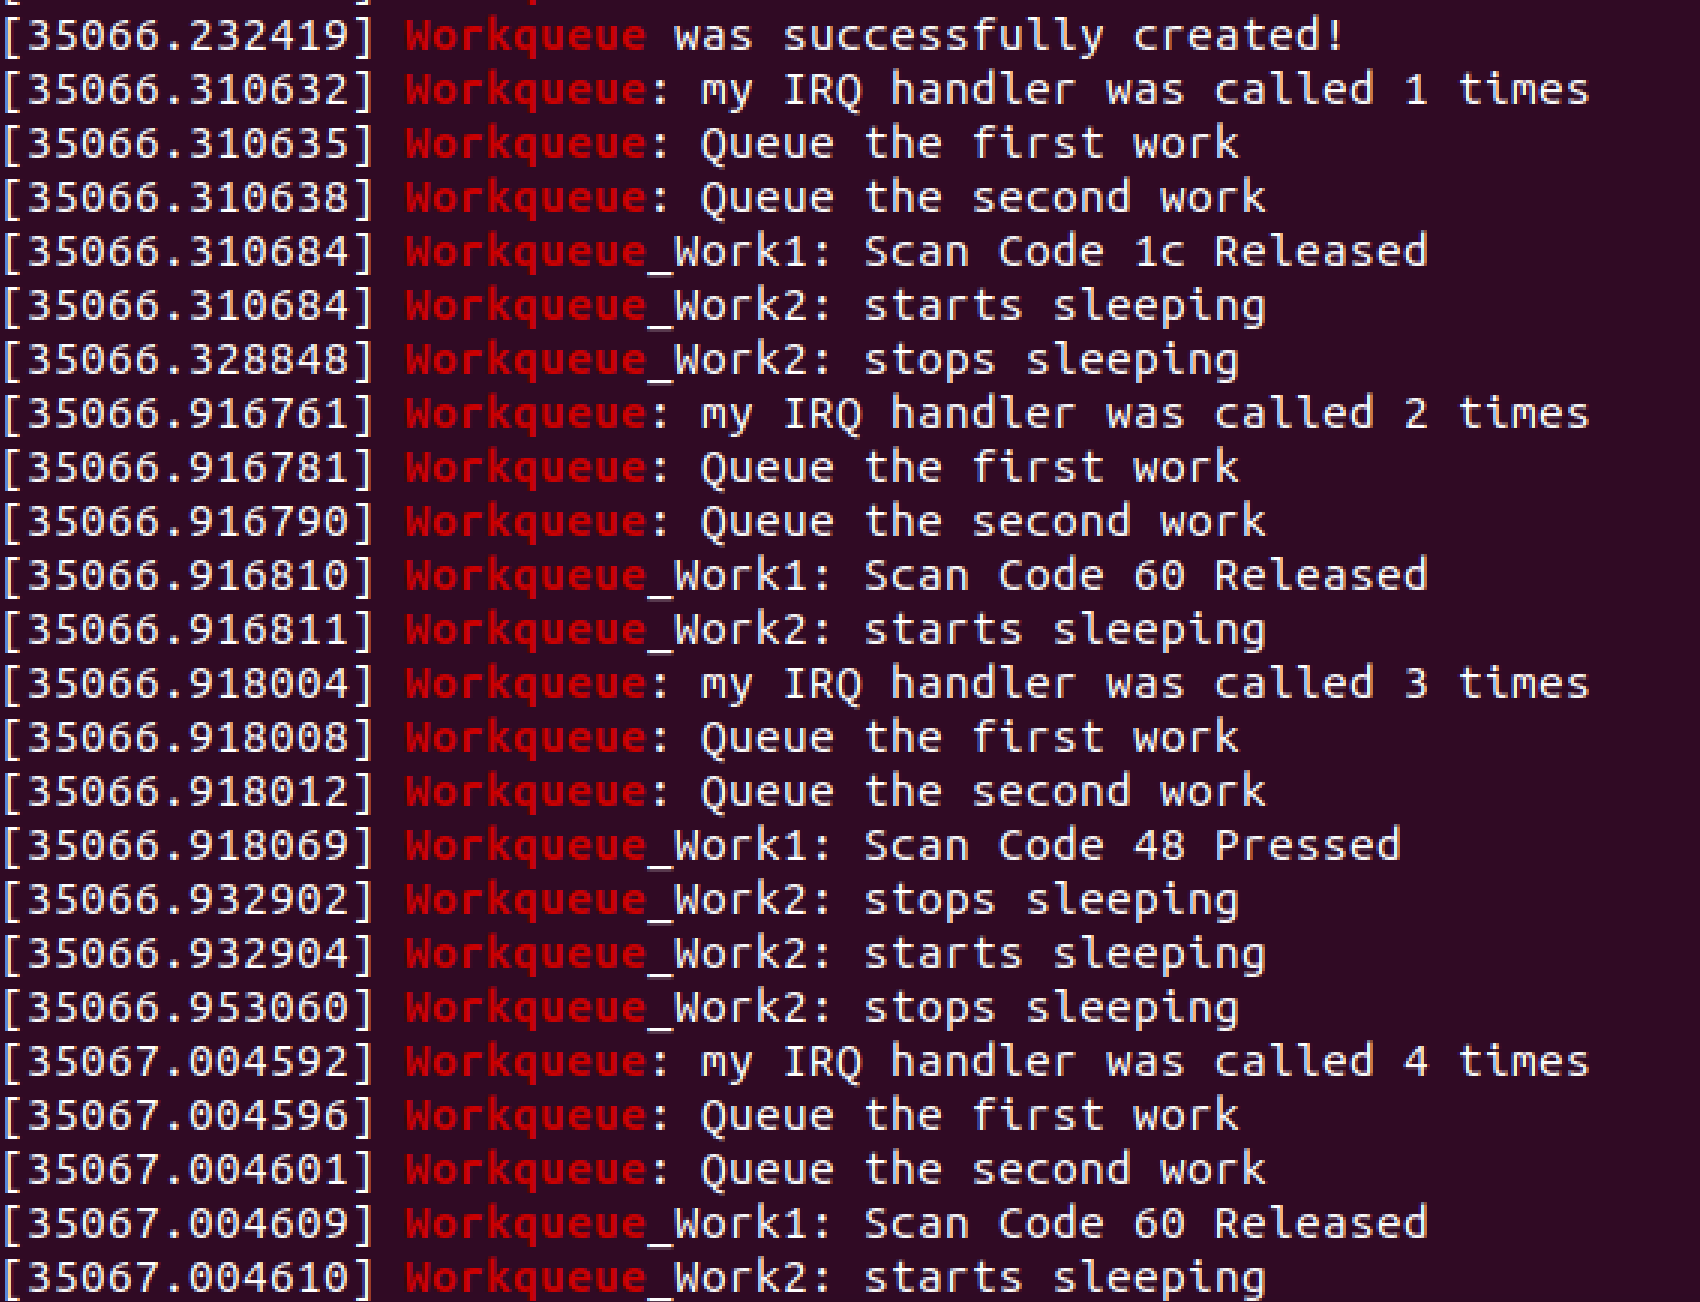 [35066.232419] Workqueue was successfully created!
[35066.310632] Workqueue: my IRQ handler was called 1 times
[35066.310635] Workqueue: Queue the first work
[35066.310638] Workqueue: Queue the second work
[35066.310684] Workqueue_Work1: Scan Code 1c Released
[35066.310684] Workqueue_Work2: starts sleeping
[35066.328848] Workqueue_Work2: stops sleeping
[35066.916761] Workqueue: my IRQ handler was called 2 times
[35066.916781] Workqueue: Queue the first work
[35066.916790] Workqueue: Queue the second work
[35066.916810] Workqueue_Work1: Scan Code 60 Released
[35066.916811] Workqueue_Work2: starts sleeping
[35066.918004] Workqueue: my IRQ handler was called 3 times
[35066.918008] Workqueue: Queue the first work
[35066.918012] Workqueue: Queue the second work
[35066.918069] Workqueue_Work1: Scan Code 48 Pressed
[35066.932902] Workqueue_Work2: stops sleeping
[35066.932904] Workqueue_Work2: starts sleeping
[35066.953060] Workqueue_Work2: stops sleeping
[35067.004592] Workqueue: my IRQ handler was called 4 times
[35067.004596] Workqueue: Queue the first work
[35067.004601] Workqueue: Queue the second work
[35067.004609] Workqueue_Work1: Scan Code 60 Released
[35067.004610] Workqueue_Work2: starts sleeping